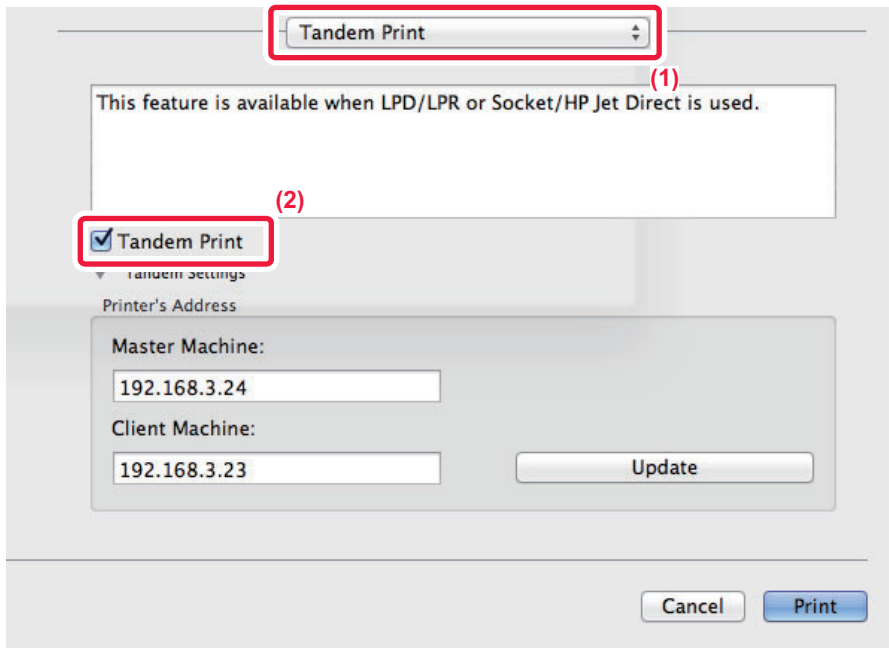 Tandem Print
(1)
This feature is available when LPD/LPR or Socket/HP Jet Direct is used.
(2)
Tandem Print
Tandem Settings
Printer's Address
Master Machine:
192.168.3.24
Client Machine:
192.168.3.23
Update
Cancel
Print